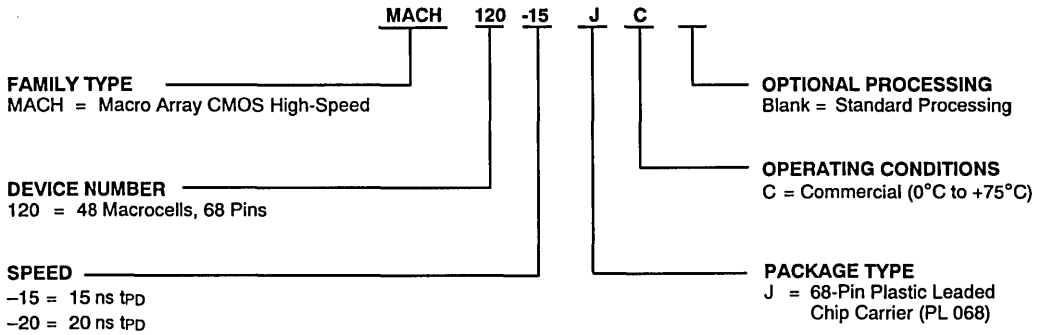 MACH 120 -15 J C
FAMILY TYPE
MACH = Macro Array CMOS High-Speed
DEVICE NUMBER
120 = 48 Macrocells, 68 Pins
SPEED
–15 = 15 ns tPD
–20 = 20 ns tPD
OPTIONAL PROCESSING
Blank = Standard Processing
OPERATING CONDITIONS
C = Commercial (0°C to +75°C)
PACKAGE TYPE
J = 68-Pin Plastic Leaded
Chip Carrier (PL 068)